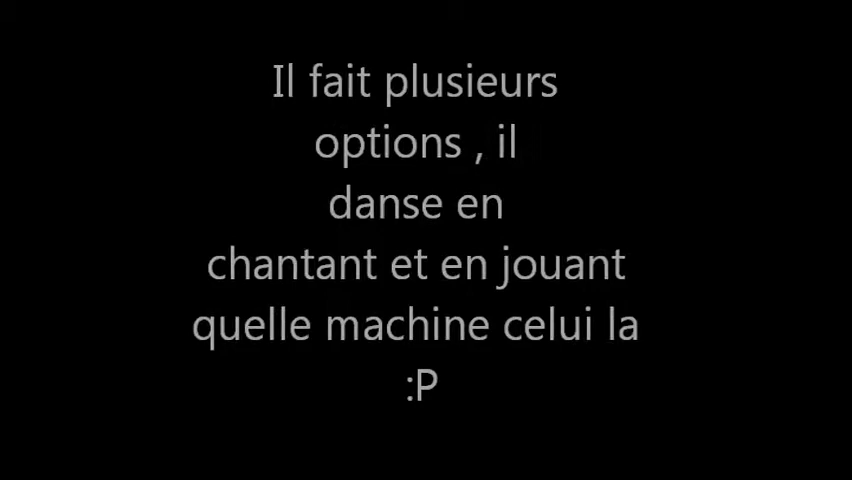 Il fait plusieurs
options , il
danse en
chantant et en jouant
quelle machine celui la
:P